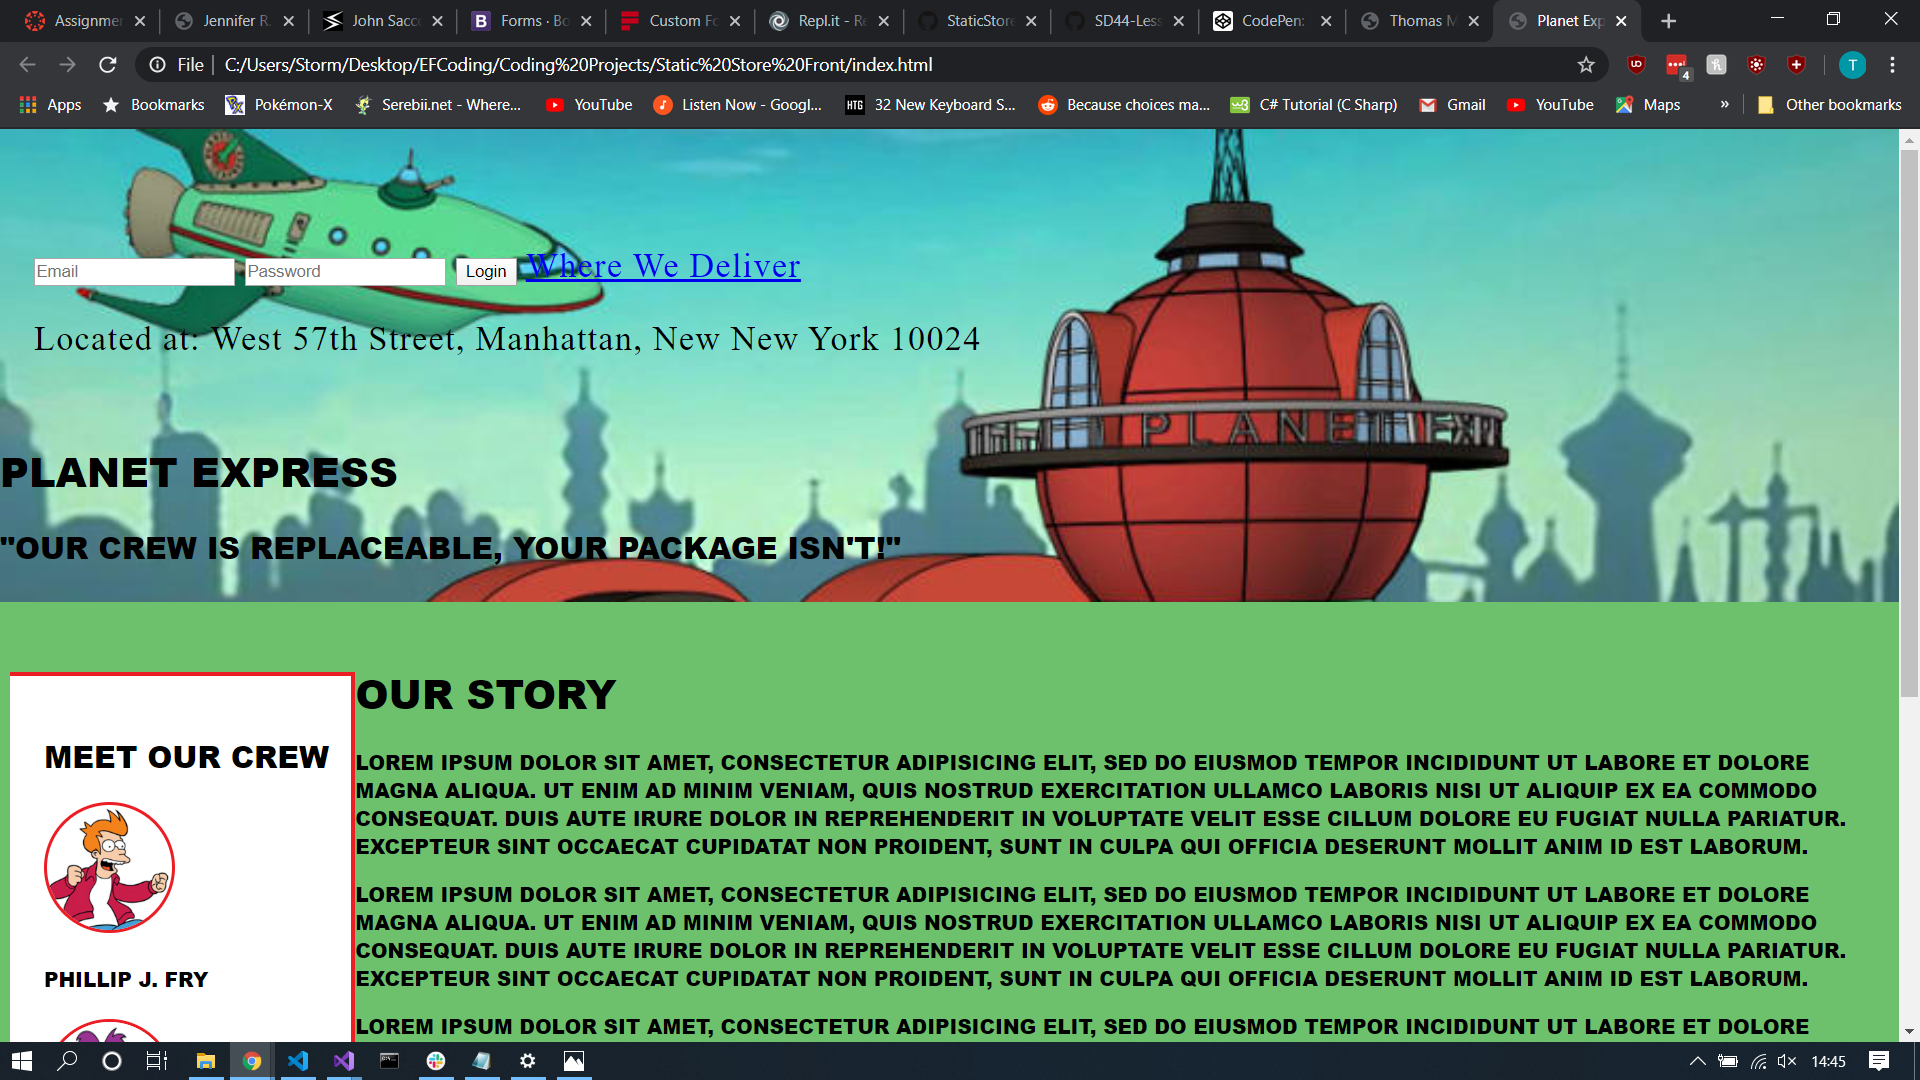 Assignmen
Jennifer R.
John Sacco
Forms · Bo
Custom Fo
Repl.it - Re
StaticStore
SD44-Less
CodePen:
Thomas M
Planet Exp
File
C:/Users/Storm/Desktop/EFCoding/Coding%20Projects/Static%20Store%20Front/index.html
4
T
Apps
Bookmarks
Pokémon-X
Serebii.net - Where...
YouTube
Listen Now - Googl...
HTG
32 New Keyboard S...
Because choices ma...
C# Tutorial (C Sharp)
Gmail
YouTube
Maps
»
Other bookmarks
Email
Password
Login
Where We Deliver
Located at: West 57th Street, Manhattan, New New York 10024
PLANET EX
PLANET EXPRESS
"OUR CREW IS REPLACEABLE, YOUR PACKAGE ISN'T!"
MEET OUR CREW
PHILLIP J. FRY
OUR STORY
LOREM IPSUM DOLOR SIT AMET, CONSECTETUR ADIPISICING ELIT, SED DO EIUSMOD TEMPOR INCIDIDUNT UT LABORE ET DOLORE
MAGNA ALIQUA. UT ENIM AD MINIM VENIAM, QUIS NOSTRUD EXERCITATION ULLAMCO LABORIS NISI UT ALIQUIP EX EA COMMODO
CONSEQUAT. DUIS AUTE IRURE DOLOR IN REPREHENDERIT IN VOLUPTATE VELIT ESSE CILLUM DOLORE EU FUGIAT NULLA PARIATUR.
EXCEPTEUR SINT OCCAECAT CUPIDATAT NON PROIDENT, SUNT IN CULPA QUI OFFICIA DESERUNT MOLLIT ANIM ID EST LABORUM.
LOREM IPSUM DOLOR SIT AMET, CONSECTETUR ADIPISICING ELIT, SED DO EIUSMOD TEMPOR INCIDIDUNT UT LABORE ET DOLORE
MAGNA ALIQUA. UT ENIM AD MINIM VENIAM, QUIS NOSTRUD EXERCITATION ULLAMCO LABORIS NISI UT ALIQUIP EX EA COMMODO
CONSEQUAT. DUIS AUTE IRURE DOLOR IN REPREHENDERIT IN VOLUPTATE VELIT ESSE CILLUM DOLORE EU FUGIAT NULLA PARIATUR.
EXCEPTEUR SINT OCCAECAT CUPIDATAT NON PROIDENT, SUNT IN CULPA QUI OFFICIA DESERUNT MOLLIT ANIM ID EST LABORUM.
LOREM IPSUM DOLOR SIT AMET, CONSECTETUR ADIPISICING ELIT, SED DO EIUSMOD TEMPOR INCIDIDUNT UT LABORE ET DOLORE
14:45